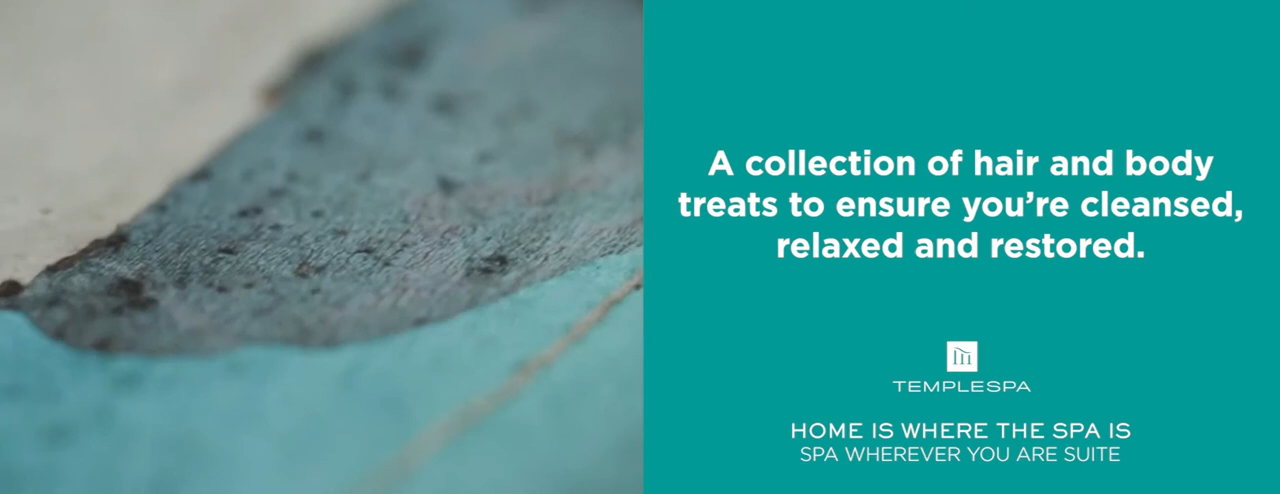 A collection of hair and body
treats to ensure you’re cleansed,
relaxed and restored.
TEMPLESPA
HOME IS WHERE THE SPA IS
SPA WHEREVER YOU ARE SUITE